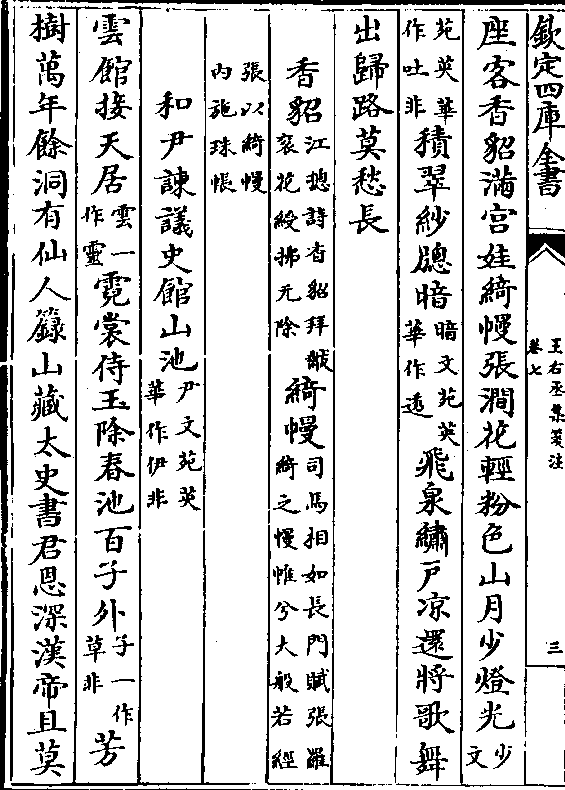 欽定四庫全書
王右丞集箋注
卷七
三
座客香貂滿宫娃綺幔張澗花輕粉色山月少燈光少文
苑英華作吐非積翠紗牕暗暗文苑英華作透飛泉繡戸凉還將歌舞
出歸路莫愁長
香貂江總詩香貂拜黻衮花綬拂元除綺幔司馬相如長門賦張羅綺之幔帷兮大般若經
張以綺幔内施珠帳
和尹諫議史館山池尹文苑英華作伊非
雲館接天居雲一作靈霓裳侍玉除春池百子外子一作草非芳
樹萬年餘洞有仙人籙山藏太史書君恩深漢帝且莫